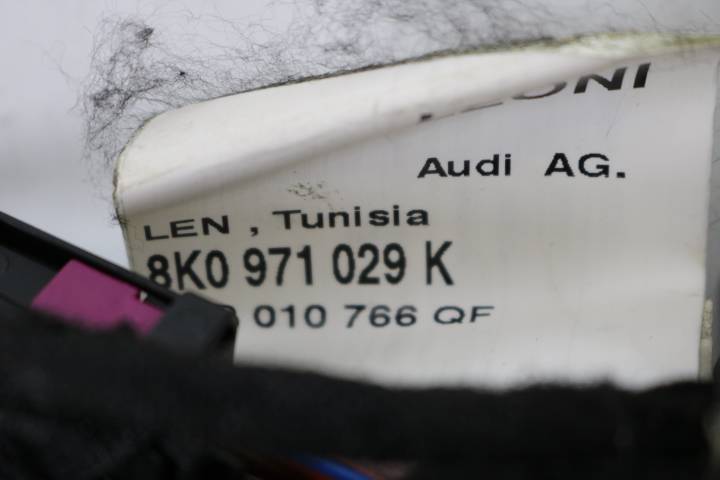 Audi AG.
LEN , Tunisia
8K0 971 029 K
010 766 QF